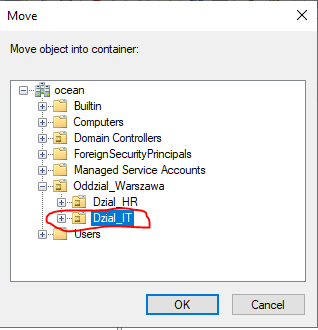 Move
Move object into container:
ocean
Builtin
Computers
Domain Controllers
ForeignSecurityPrincipals
Managed Service Accounts
Oddzial_Warszawa
Dzial_HR
Dzial_IT
Users
OK
Cancel